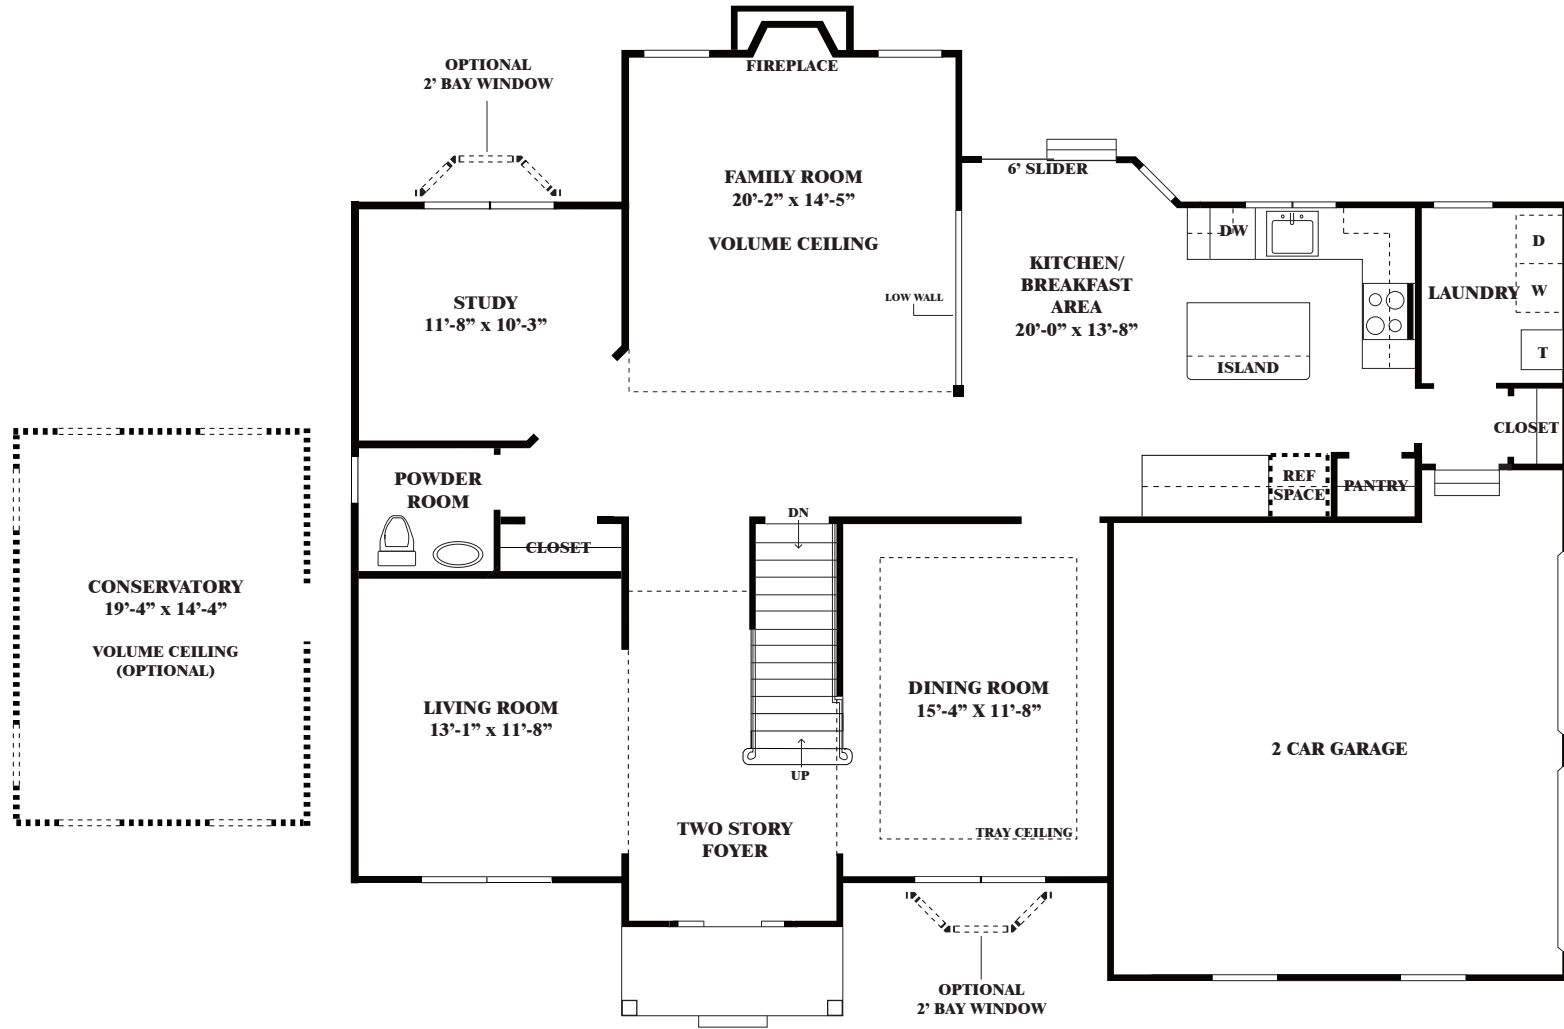 OPTIONAL
2’ BAY WINDOW
FIREPLACE
FAMILY ROOM
20’-2” x 14’-5”
VOLUME CEILING
6’ SLIDER
DW
D
KITCHEN/
BREAKFAST
AREA
20’-0” x 13’-8”
LAUNDRY
W
LOW WALL
STUDY
11’-8” x 10’-3”
T
ISLAND
CLOSET
POWDER
ROOM
REF
SPACE
PANTRY
DN
CLOSET
CONSERVATORY
19’-4” x 14’-4”
VOLUME CEILING
(OPTIONAL)
LIVING ROOM
13’-1” x 11’-8”
DINING ROOM
15’-4” X 11’-8”
2 CAR GARAGE
UP
TWO STORY
FOYER
TRAY CEILING
OPTIONAL
2’ BAY WINDOW